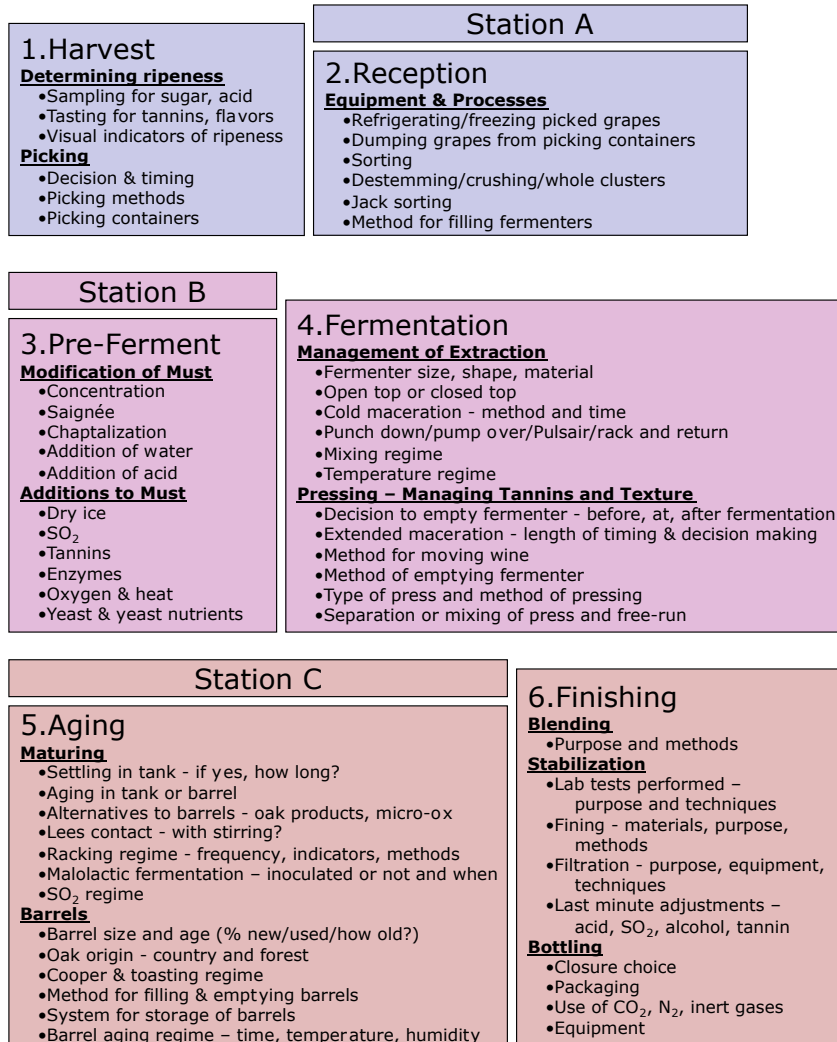 Station A
1.Harvest
Determining ripeness
•Sampling for sugar, acid
•Tasting for tannins, flavors
•Visual indicators of ripeness
Picking
•Decision & timing
•Picking methods
•Picking containers
2.Reception
Equipment & Processes
•Refrigerating/freezing picked grapes
•Dumping grapes from picking containers
•Sorting
•Destemming/crushing/whole clusters
•Jack sorting
•Method for filling fermenters
Station B
3.Pre-Ferment
Modification of Must
•Concentration
•Saignée
•Chaptalization
•Addition of water
•Addition of acid
Additions to Must
•Dry ice
•SO₂
•Tannins
•Enzymes
•Oxygen & heat
•Yeast & yeast nutrients
4.Fermentation
Management of Extraction
•Fermenter size, shape, material
•Open top or closed top
•Cold maceration - method and time
•Punch down/pump over/Pulsair/rack and return
•Mixing regime
•Temperature regime
Pressing – Managing Tannins and Texture
•Decision to empty fermenter - before, at, after fermentation
•Extended maceration - length of timing & decision making
•Method for moving wine
•Method of emptying fermenter
•Type of press and method of pressing
•Separation or mixing of press and free-run
Station C
5.Aging
Maturing
•Settling in tank - if yes, how long?
•Aging in tank or barrel
•Alternatives to barrels - oak products, micro-ox
•Lees contact - with stirring?
•Racking regime - frequency, indicators, methods
•Malolactic fermentation – inoculated or not and when
•SO₂ regime
Barrels
•Barrel size and age (% new/used/how old?)
•Oak origin - country and forest
•Cooper & toasting regime
•Method for filling & emptying barrels
•System for storage of barrels
•Barrel aging regime – time, temperature, humidity
6.Finishing
Blending
•Purpose and methods
Stabilization
•Lab tests performed –
purpose and techniques
•Fining - materials, purpose,
methods
•Filtration - purpose, equipment,
techniques
•Last minute adjustments –
acid, SO₂, alcohol, tannin
Bottling
•Closure choice
•Packaging
•Use of CO₂, N₂, inert gases
•Equipment